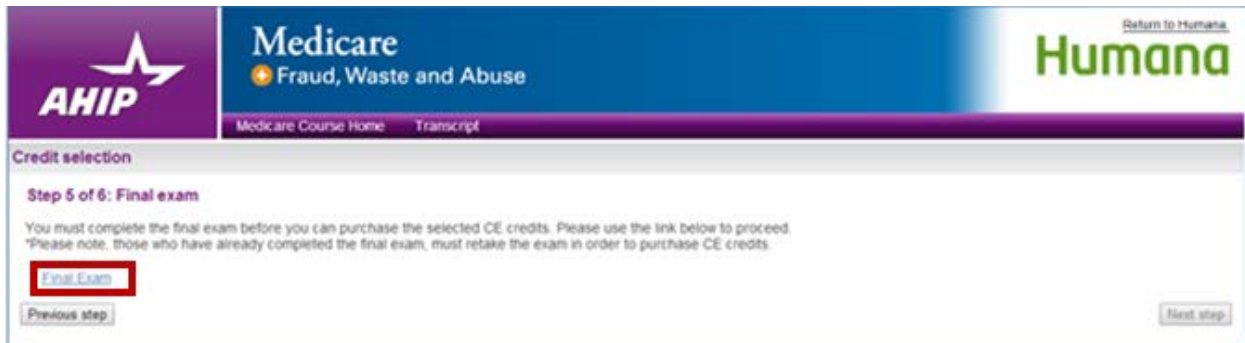 AHIP
Medicare
Fraud, Waste and Abuse
Return to Humana.
Humana
Medicare Course Home Transcript
Credit selection
Step 5 of 6: Final exam
You must complete the final exam before you can purchase the selected CE credits. Please use the link below to proceed.
*Please note, those who have already completed the final exam, must retake the exam in order to purchase CE credits.
Final Exam
Previous step
Next step